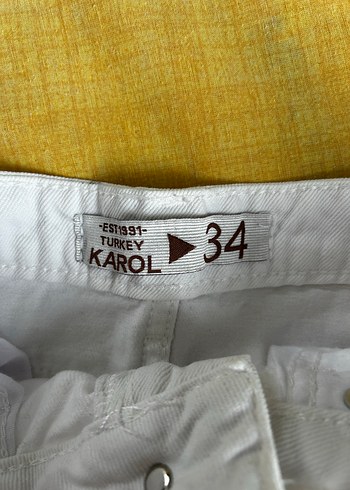 -EST1991-
TURKEY
KAROL ▶ 34